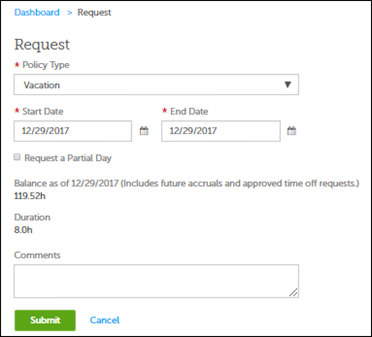 Dashboard > Request
Request
* Policy Type
Vacation
* Start Date * End Date
12/29/2017 12/29/2017
Request a Partial Day
Balance as of 12/29/2017 (Includes future accruals and approved time off requests.)
119.52h
Duration
8.0h
Comments
Submit Cancel